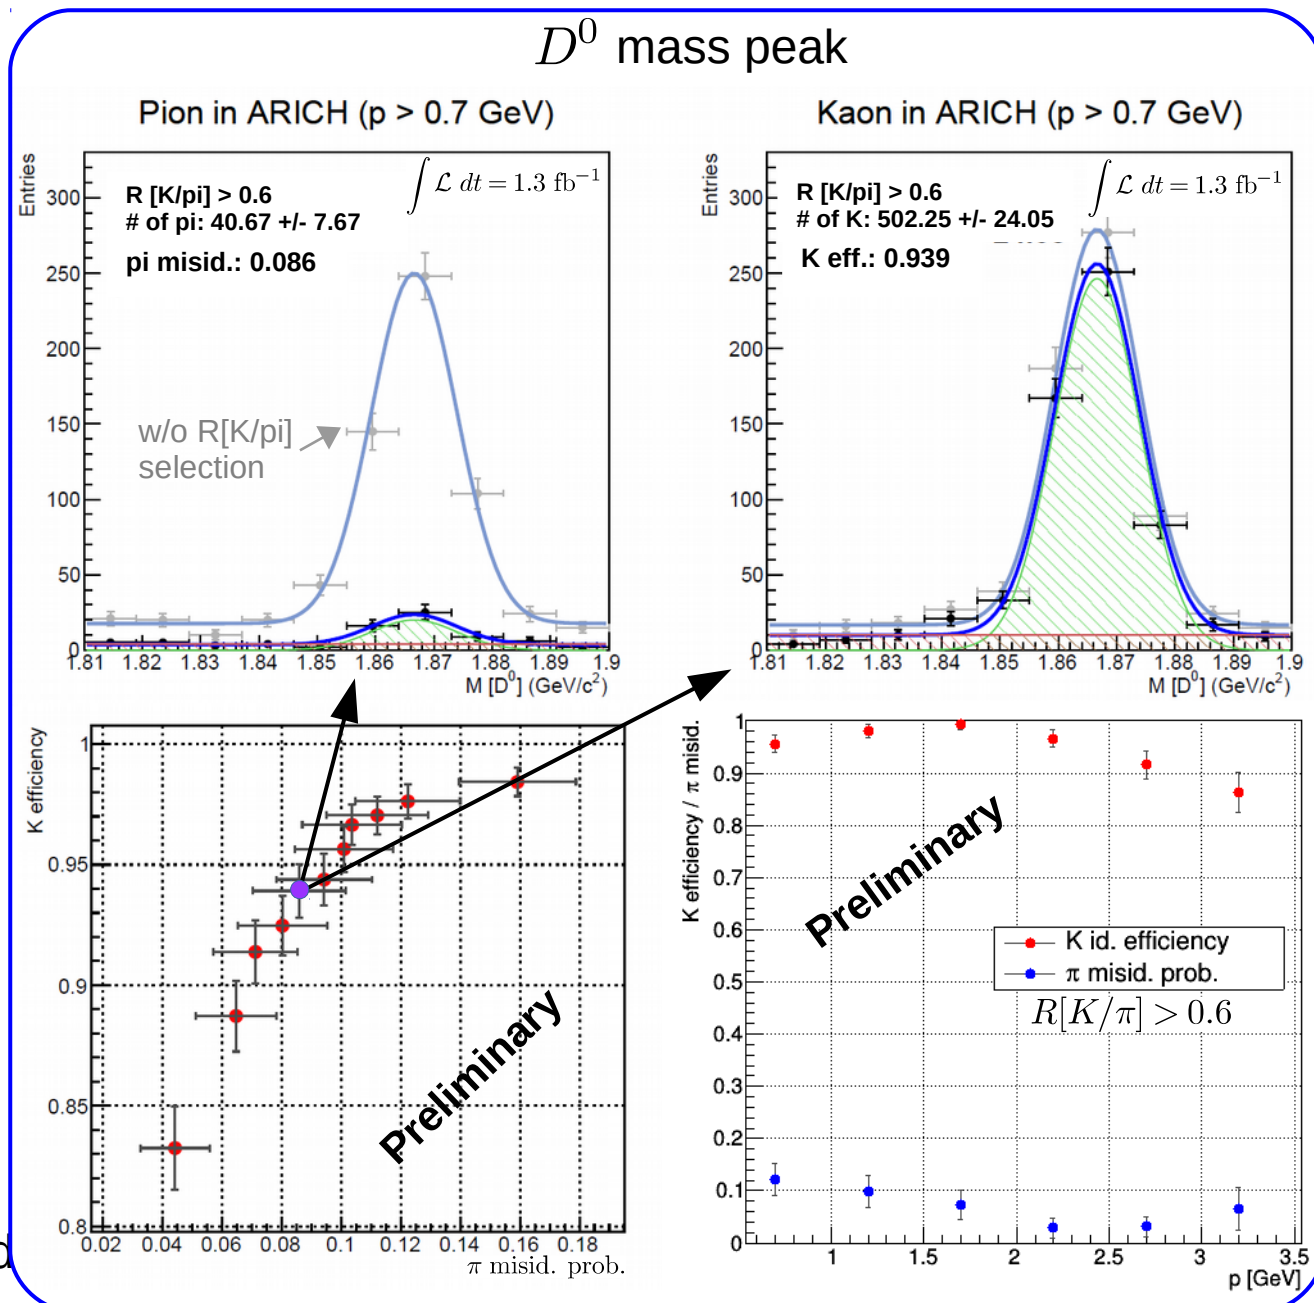 D⁰ mass peak
Pion in ARICH (p > 0.7 GeV)
Entries
R [K/pi] > 0.6
# of pi: 40.67 +/- 7.67
pi misid.: 0.086
∫ ℒ dt = 1.3 fb⁻¹
w/o R[K/pi]
selection
300
250
200
150
100
50
0
1.81 1.82 1.83 1.84 1.85 1.86 1.87 1.88 1.89 1.9
M [D⁰] (GeV/c²)
Kaon in ARICH (p > 0.7 GeV)
Entries
R [K/pi] > 0.6
# of K: 502.25 +/- 24.05
K eff.: 0.939
∫ ℒ dt = 1.3 fb⁻¹
300
250
200
150
100
50
0
1.81 1.82 1.83 1.84 1.85 1.86 1.87 1.88 1.89 1.9
M [D⁰] (GeV/c²)
K efficiency
1
0.95
0.9
0.85
0.8
Preliminary
0.02 0.04 0.06 0.08 0.1 0.12 0.14 0.16 0.18
π misid. prob.
K efficiency / π misid.
1
0.9
0.8
0.7
0.6
0.5
0.4
0.3
0.2
0.1
0
Preliminary
K id. efficiency
π misid. prob.
R[K/π] > 0.6
1 1.5 2 2.5 3 3.5
p [GeV]